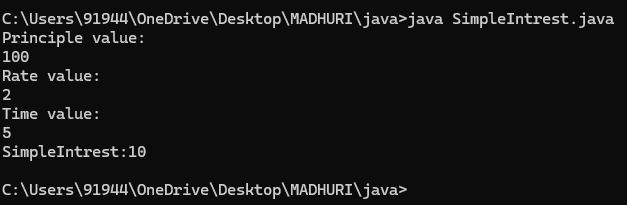 C:\Users\91944\OneDrive\Desktop\MADHURI\java>java SimpleIntrest.java
Principle value:
100
Rate value:
2
Time value:
5
SimpleIntrest:10
C:\Users\91944\OneDrive\Desktop\MADHURI\java>